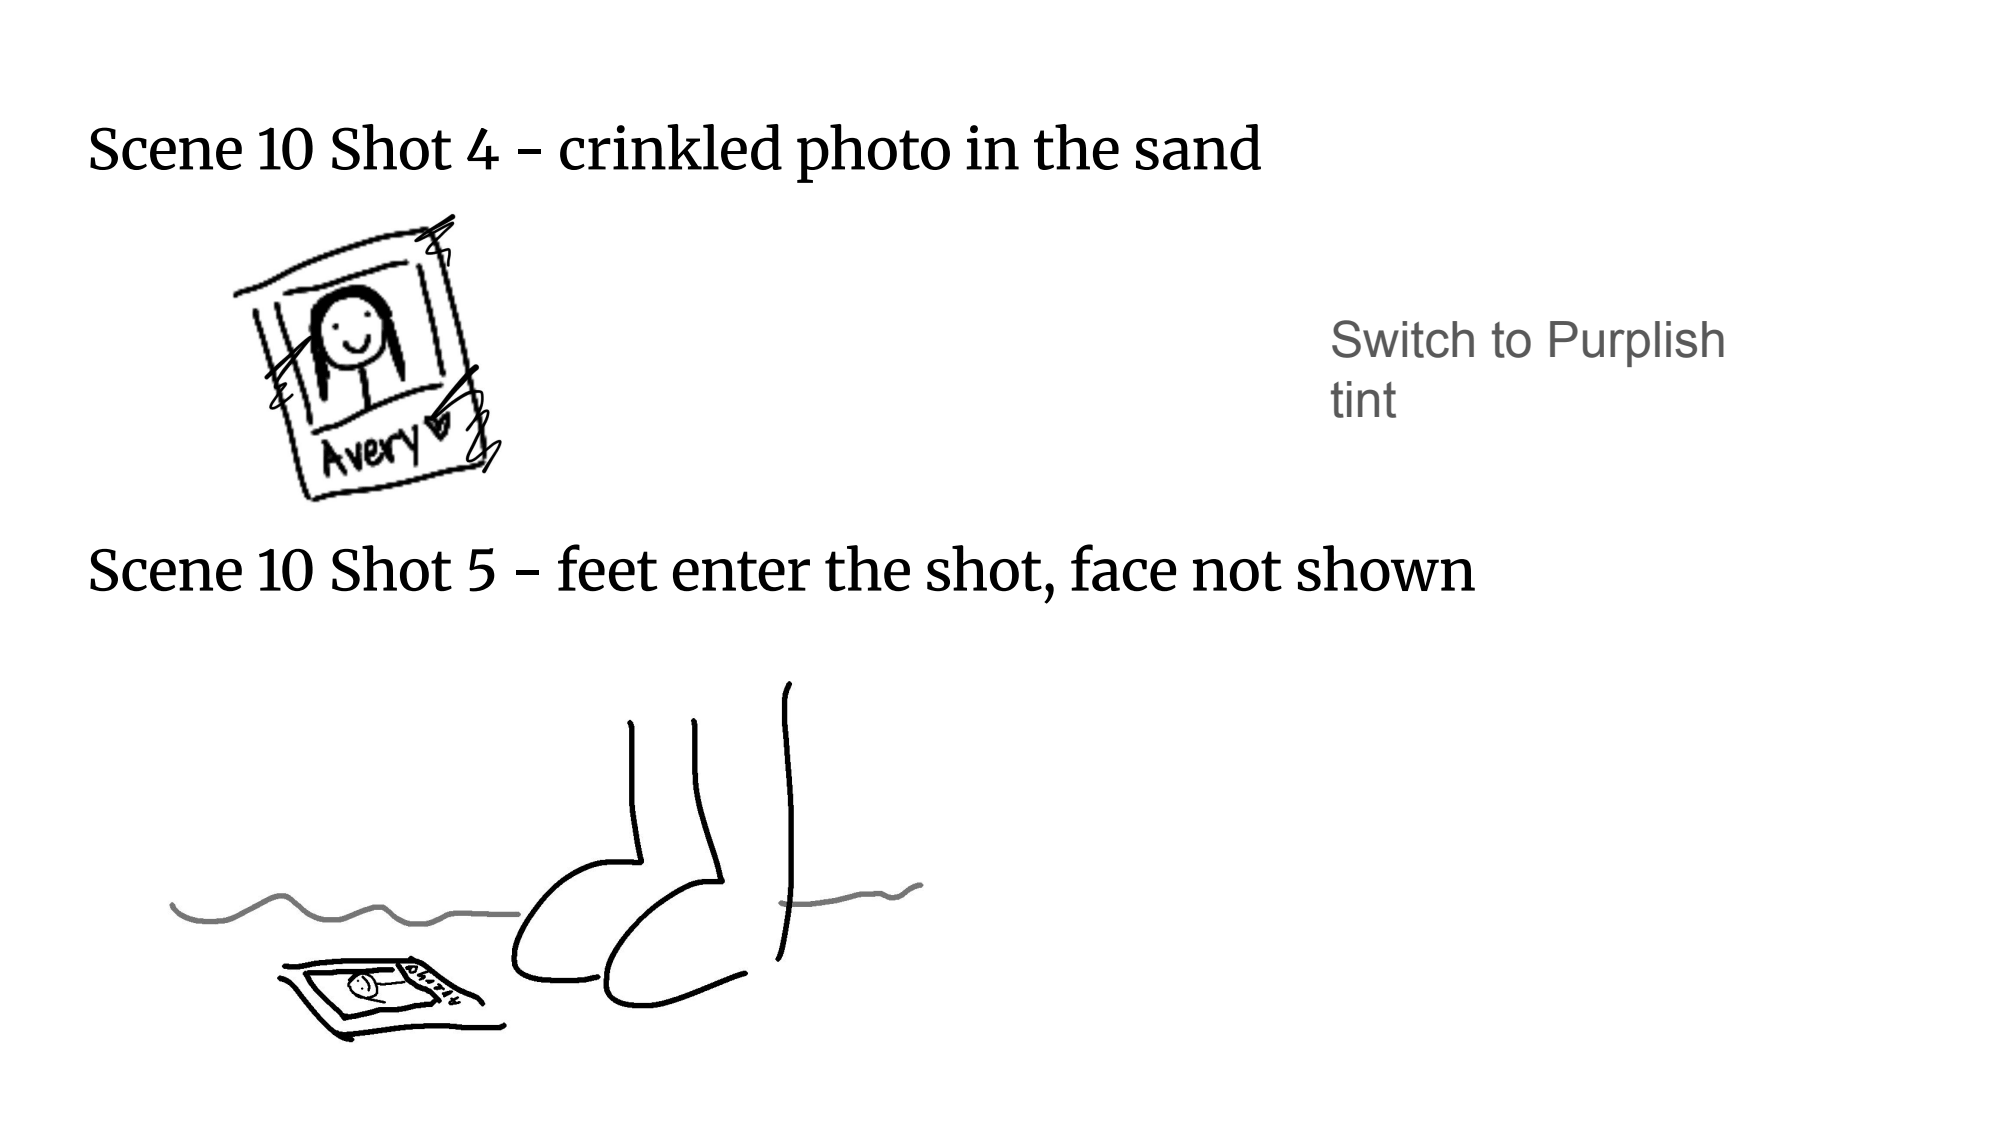 Scene 10 Shot 4 - crinkled photo in the sand
Avery
Switch to Purplish
tint
Scene 10 Shot 5 - feet enter the shot, face not shown